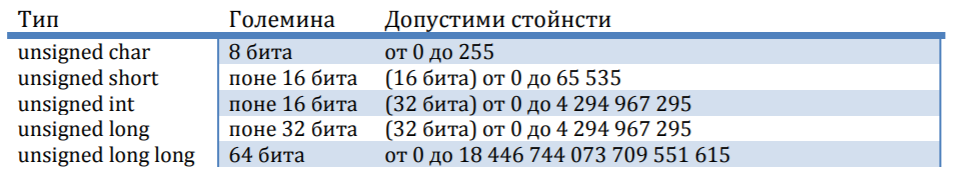 Тип Големина Допустими стойнсти
unsigned char 8 бита от 0 до 255
unsigned short поне 16 бита (16 бита) от 0 до 65 535
unsigned int поне 16 бита (32 бита) от 0 до 4 294 967 295
unsigned long поне 32 бита (32 бита) от 0 до 4 294 967 295
unsigned long long 64 бита от 0 до 18 446 744 073 709 551 615